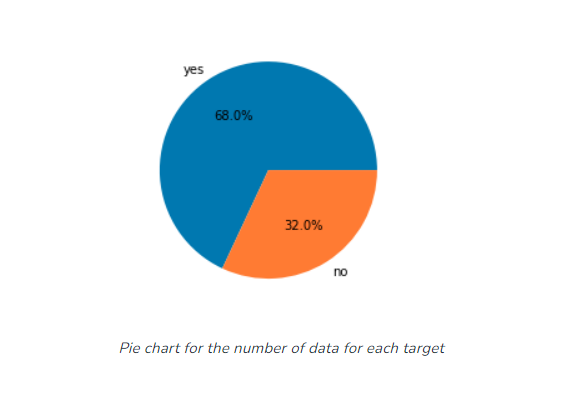 yes
68.0%
32.0%
no
Pie chart for the number of data for each target